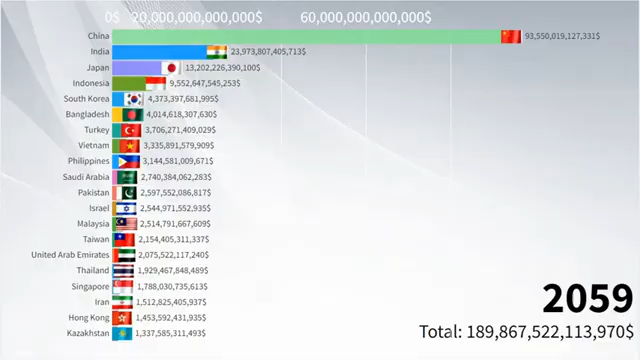 0$ 20,000,000,000,000$ 60,000,000,000,000$
China 93,550,019,127,331$
India 23,973,807,405,713$
Japan 13,202,226,390,100$
Indonesia 9,552,647,545,253$
South Korea 4,373,397,681,995$
Bangladesh 4,014,618,307,630$
Turkey 3,706,271,409,029$
Vietnam 3,335,891,579,909$
Philippines 3,144,581,009,671$
Saudi Arabia 2,740,384,062,283$
Pakistan 2,597,552,086,817$
Israel 2,544,971,552,935$
Malaysia 2,514,791,667,609$
Taiwan 2,154,405,311,337$
United Arab Emirates 2,075,522,117,240$
Thailand 1,929,467,848,489$
Singapore 1,788,030,735,613$
Iran 1,512,825,405,937$
Hong Kong 1,453,592,431,935$
Kazakhstan 1,337,585,311,493$
2059
Total: 189,867,522,113,970$